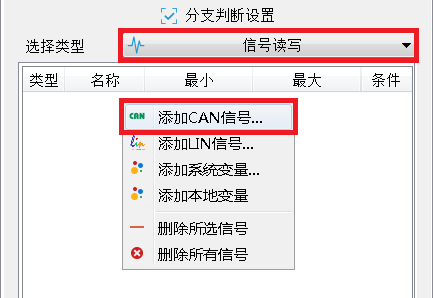 分支判断设置
选择类型 信号读写
类型 名称 最小 最大 条件
CAN 添加CAN信号...
lin 添加LIN信号...
添加系统变量...
添加本地变量
删除所选信号
删除所有信号